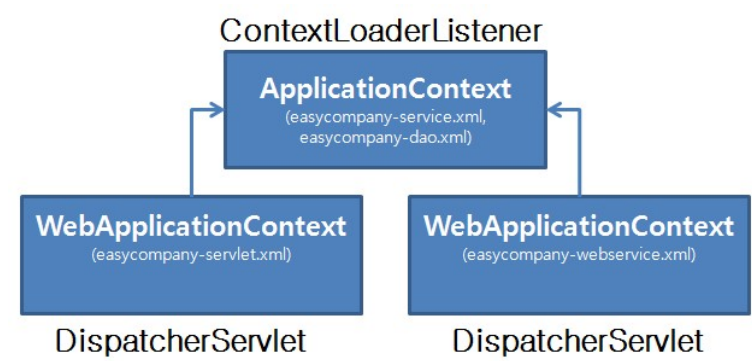 ContextLoaderListener
ApplicationContext
(easycompany-service.xml,
easycompany-dao.xml)
WebApplicationContext
(easycompany-servlet.xml)
DispatcherServlet
WebApplicationContext
(easycompany-webservice.xml)
DispatcherServlet